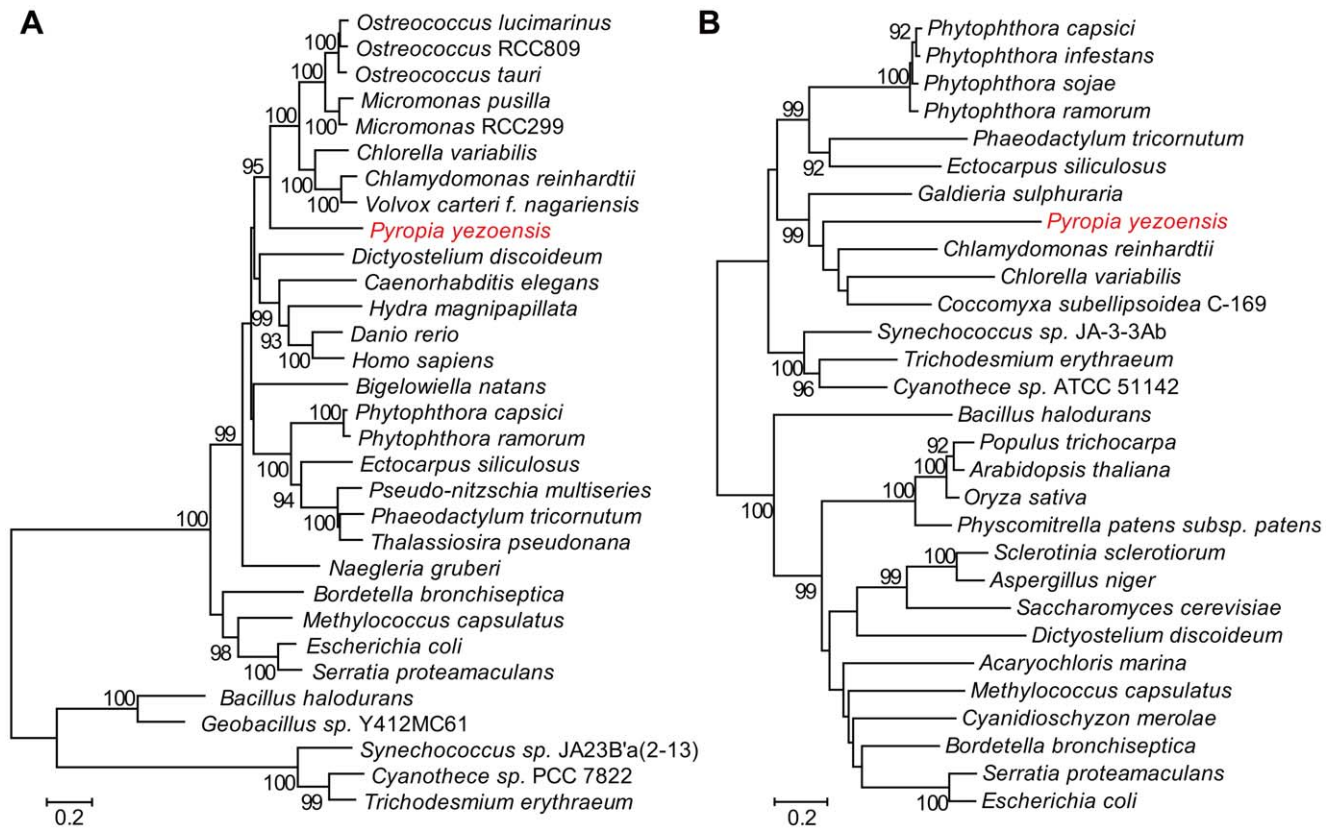 A
Ostreococcus lucimarinus
100
Ostreococcus RCC809
100
Ostreococcus tauri
Micromonas pusilla
100
100
Micromonas RCC299
Chlorella variabilis
95
Chlamydomonas reinhardtii
100
100
Volvox carteri f. nagariensis
Pyropia yezoensis
Dictyostelium discoideum
Caenorhabditis elegans
Hydra magnipapillata
99
Danio rerio
93
100
Homo sapiens
Bigelowiella natans
100
Phytophthora capsici
99
Phytophthora ramorum
100
Ectocarpus siliculosus
94
Pseudo-nitzschia multiseries
100
Phaeodactylum tricornutum
100
Thalassiosira pseudonana
Naegleria gruberi
Bordetella bronchiseptica
Methylococcus capsulatus
98
Escherichia coli
100
Serratia proteamaculans
100
Bacillus halodurans
Geobacillus sp. Y412MC61
Synechococcus sp. JA23B'a(2-13)
100
Cyanothece sp. PCC 7822
99
Trichodesmium erythraeum
0.2
B
92
Phytophthora capsici
Phytophthora infestans
100
Phytophthora sojae
99
Phytophthora ramorum
Phaeodactylum tricornutum
92
Ectocarpus siliculosus
Galdieria sulphuraria
99
Pyropia yezoensis
Chlamydomonas reinhardtii
Chlorella variabilis
Coccomyxa subellipsoidea C-169
Synechococcus sp. JA-3-3Ab
100
Trichodesmium erythraeum
96
Cyanothece sp. ATCC 51142
Bacillus halodurans
92
Populus trichocarpa
100
Arabidopsis thaliana
100
Oryza sativa
100
Physcomitrella patens subsp. patens
100
Sclerotinia sclerotiorum
99
99
Aspergillus niger
Saccharomyces cerevisiae
Dictyostelium discoideum
Acaryochloris marina
Methylococcus capsulatus
Cyanidioschyzon merolae
Bordetella bronchiseptica
Serratia proteamaculans
100
Escherichia coli
0.2